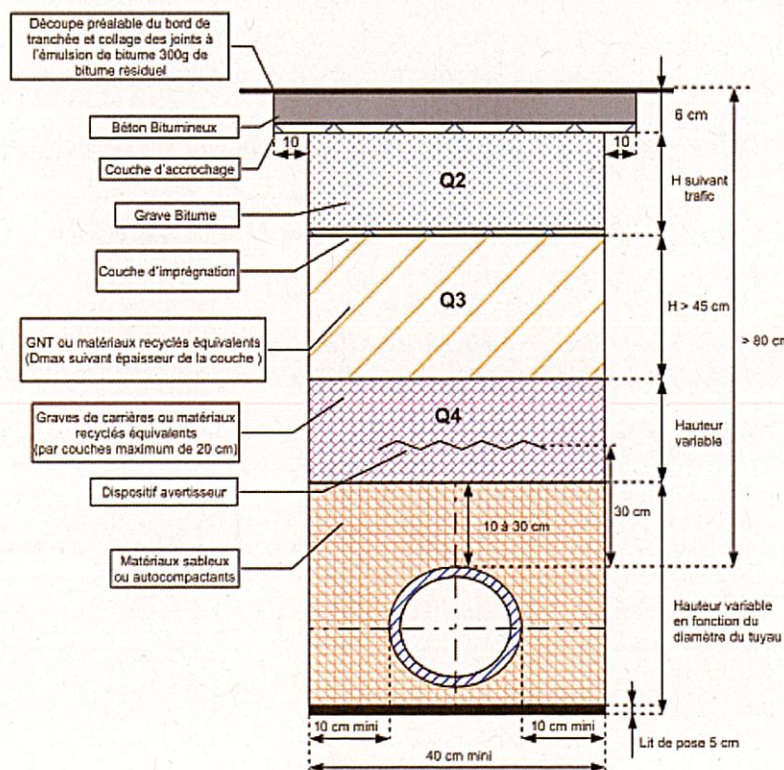 Découpe préalable du bord de
tranchée et collage des joints à
l'émulsion de bitume 300g de
bitume résiduel
Béton Bitumineux
10
10
6 cm
Couche d'accrochage
Q2
H suivant
trafic
Grave Bitume
Couche d'imprégnation
Q3
H > 45 cm
> 80 cm
GNT ou matériaux recyclés équivalents
(Dmax suivant épaisseur de la couche )
Graves de carrières ou matériaux
recyclés équivalents
(par couches maximum de 20 cm)
Q4
Hauteur
variable
Dispositif avertisseur
10 à 30 cm
30 cm
Matériaux sableux
ou autocompactants
Hauteur variable
en fonction du
diamètre du tuyau
10 cm mini
10 cm mini
Lit de pose 5 cm
40 cm mini